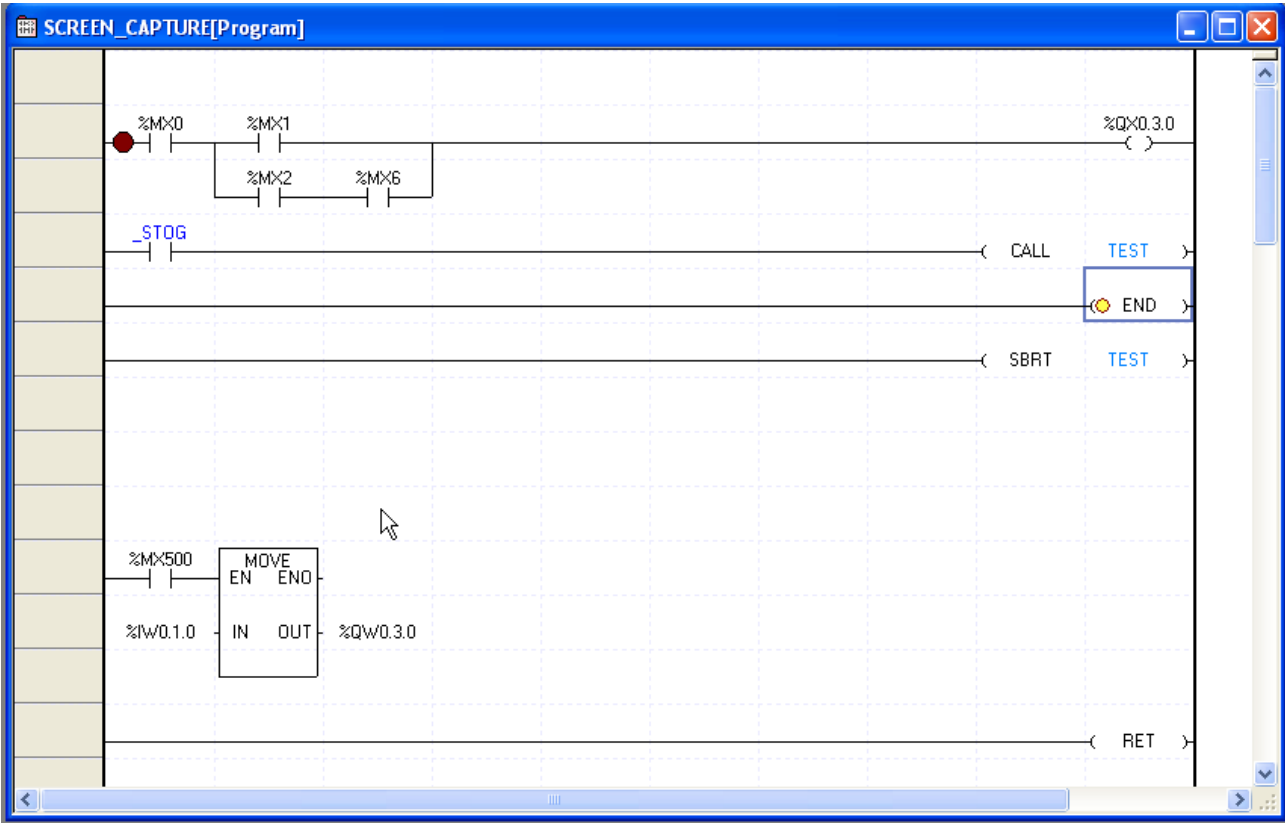 SCREEN_CAPTURE[Program]
%MX0 %MX1 %QX0.3.0
%MX2 %MX6
_STOG
CALL TEST
END
SBRT TEST
%MX500 MOVE
EN ENO
%IW0.1.0 IN OUT %QW0.3.0
RET